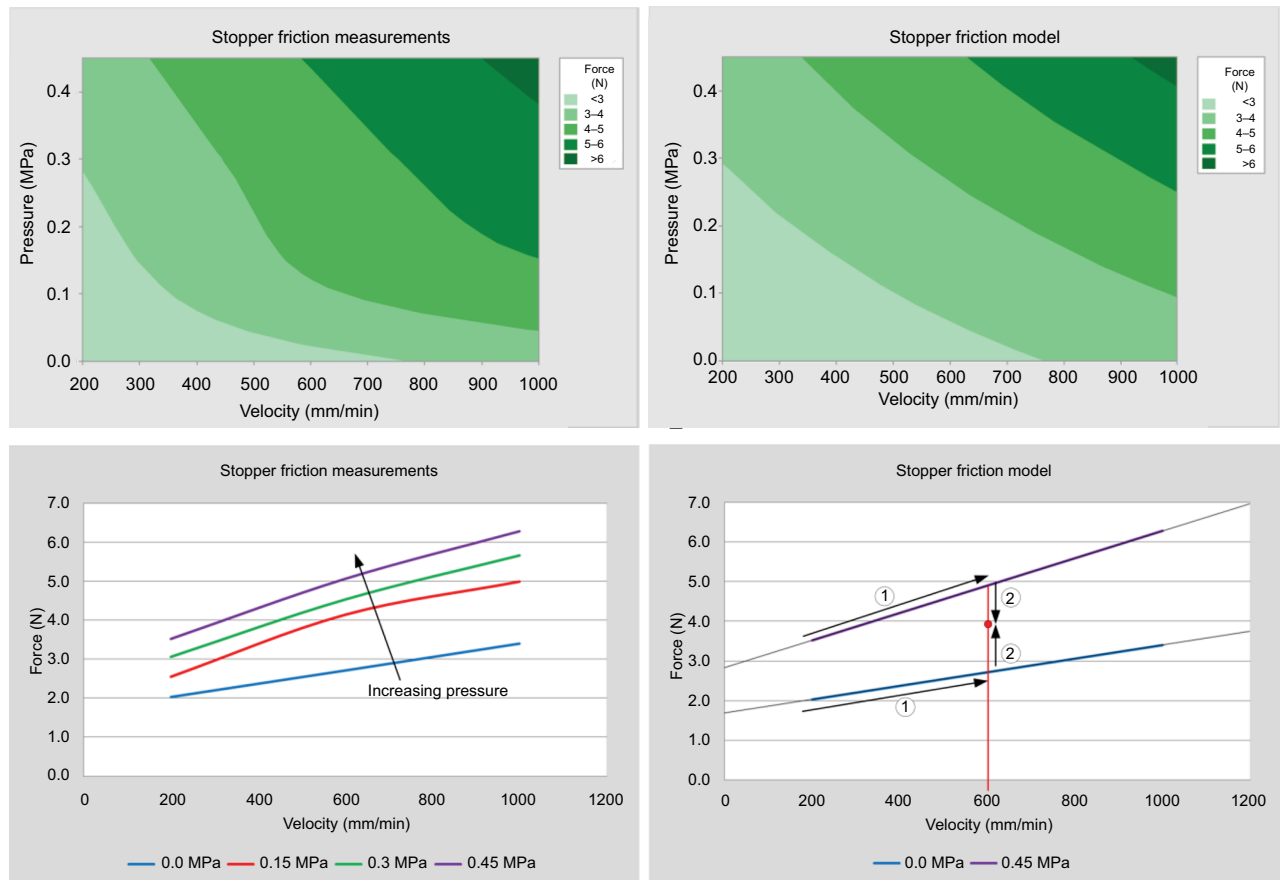 Stopper friction measurements
Force
(N)
<3
3–4
4–5
5–6
>6
0.4
0.3
0.2
0.1
0.0
Pressure (MPa)
200 300 400 500 600 700 800 900 1000
Velocity (mm/min)
Stopper friction model
Force
(N)
<3
3–4
4–5
5–6
>6
0.4
0.3
0.2
0.1
0.0
Pressure (MPa)
200 300 400 500 600 700 800 900 1000
Velocity (mm/min)
Stopper friction measurements
7.0
6.0
5.0
4.0
3.0
2.0
1.0
0.0
Force (N)
Increasing pressure
0 200 400 600 800 1000 1200
Velocity (mm/min)
0.0 MPa 0.15 MPa 0.3 MPa 0.45 MPa
Stopper friction model
7.0
6.0
5.0
4.0
3.0
2.0
1.0
0.0
Force (N)
1
2
2
1
0 200 400 600 800 1000 1200
Velocity (mm/min)
0.0 MPa 0.45 MPa